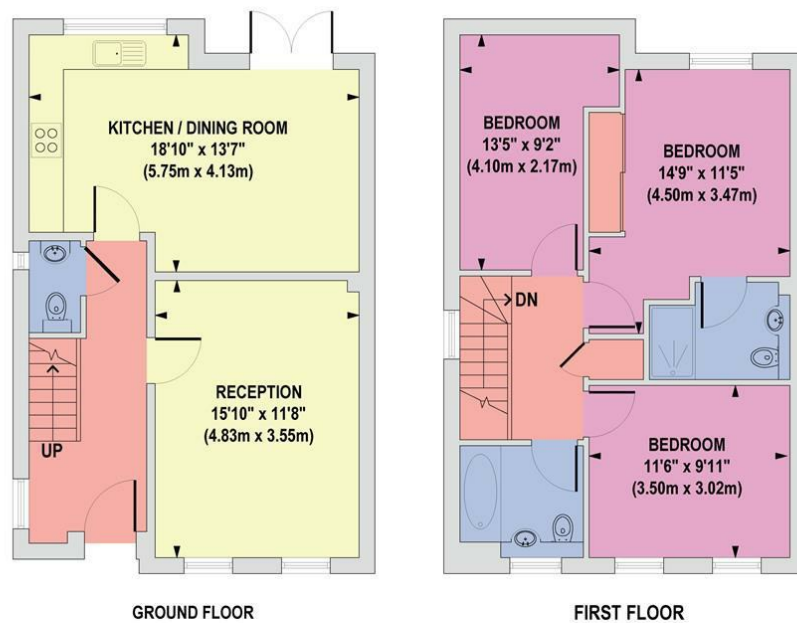 KITCHEN / DINING ROOM
18'10" x 13'7"
(5.75m x 4.13m)
UP
RECEPTION
15'10" x 11'8"
(4.83m x 3.55m)
GROUND FLOOR
BEDROOM
13'5" x 9'2"
(4.10m x 2.17m)
BEDROOM
14'9" x 11'5"
(4.50m x 3.47m)
DN
BEDROOM
11'6" x 9'11"
(3.50m x 3.02m)
FIRST FLOOR